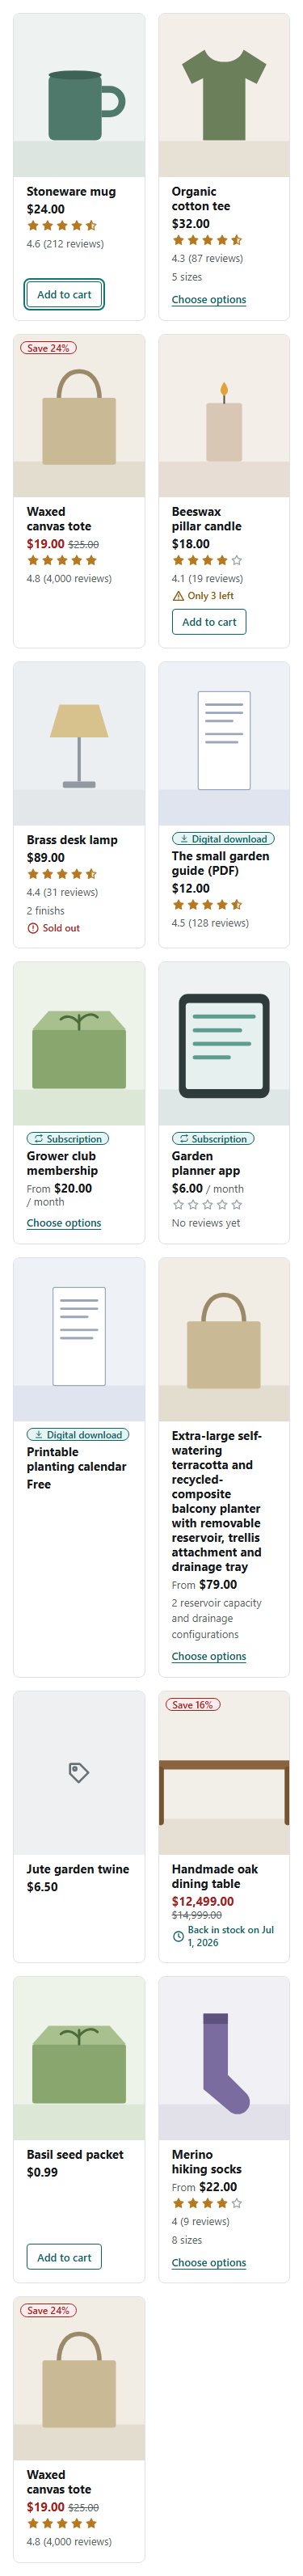 Stoneware mug
$24.00
4.6 (212 reviews)
Add to cart
Organic
cotton tee
$32.00
4.3 (87 reviews)
5 sizes
Choose options
Save 24%
Waxed
canvas tote
$19.00 $25.00
4.8 (4,000 reviews)
Beeswax
pillar candle
$18.00
4.1 (19 reviews)
Only 3 left
Add to cart
Brass desk lamp
$89.00
4.4 (31 reviews)
2 finishs
Sold out
Digital download
The small garden
guide (PDF)
$12.00
4.5 (128 reviews)
Subscription
Grower club
membership
From $20.00
/ month
Choose options
Subscription
Garden
planner app
$6.00 / month
No reviews yet
Digital download
Printable
planting calendar
Free
Extra-large self-
watering
terracotta and
recycled-
composite
balcony planter
with removable
reservoir, trellis
attachment and
drainage tray
From $79.00
2 reservoir capacity
and drainage
configurations
Choose options
Jute garden twine
$6.50
Save 16%
Handmade oak
dining table
$12,499.00
$14,999.00
Back in stock on Jul
1, 2026
Basil seed packet
$0.99
Add to cart
Merino
hiking socks
From $22.00
4 (9 reviews)
8 sizes
Choose options
Save 24%
Waxed
canvas tote
$19.00 $25.00
4.8 (4,000 reviews)